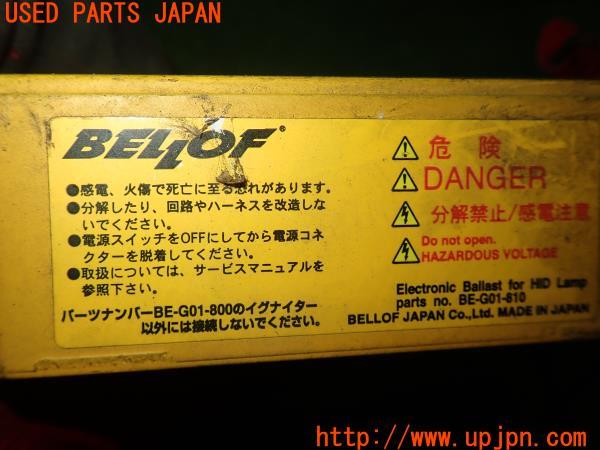 USED PARTS JAPAN
BELLOF®
●感電、火傷で死亡に至る恐れがあります。
●分解したり、回路やハーネスを改造しな
いでください。
●電源スイッチをOFFにしてから電源コネ
クターを脱着してください。
●取扱については、サービスマニュアルを
参照下さい。
パーツナンバーBE-G01-800のイグナイター
以外には接続しないでください。
危 険
DANGER
分解禁止/感電注意
Do not open.
HAZARDOUS VOLTAGE
Electronic Ballast for HID Lamp
parts no. BE-G01-810
BELLOF JAPAN Co.,Ltd. MADE IN JAPAN
http://www.upjpn.com